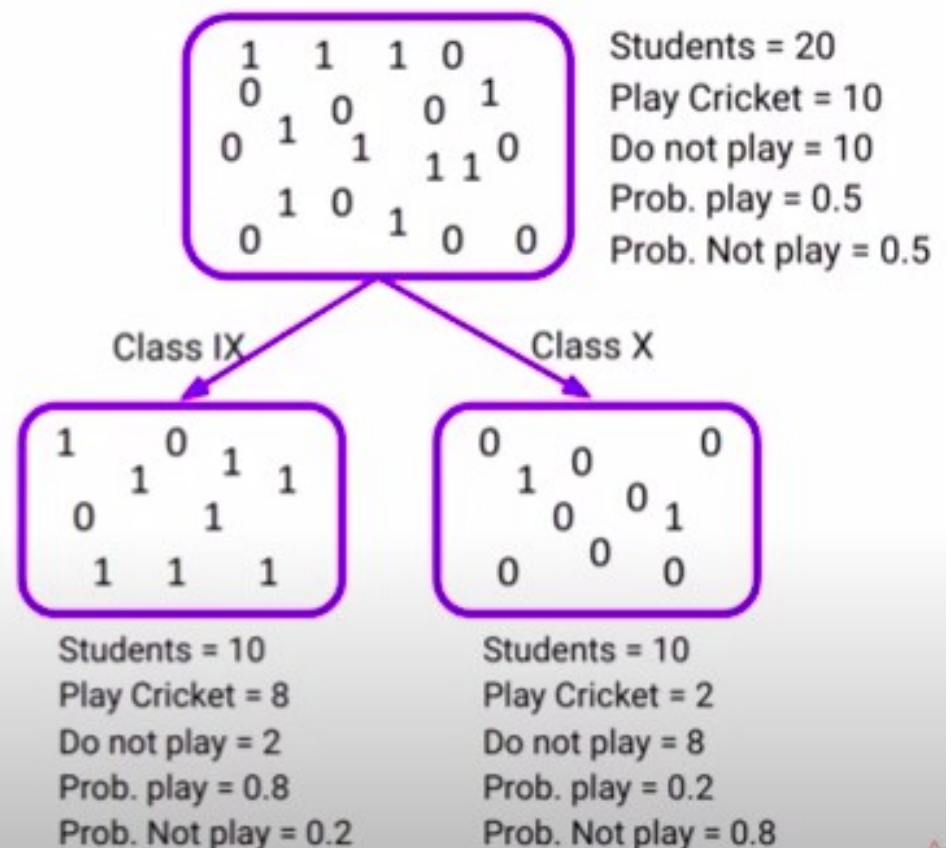 1 1 1 0
0 0 0 1
0 1 1 1 1 0
1 0 1
0 0 0
Students = 20
Play Cricket = 10
Do not play = 10
Prob. play = 0.5
Prob. Not play = 0.5
Class IX
Class X
1 0 1
1 1
0 1
1 1 1
Students = 10
Play Cricket = 8
Do not play = 2
Prob. play = 0.8
Prob. Not play = 0.2
0 0 0
1 0
0 1
0 0 0
Students = 10
Play Cricket = 2
Do not play = 8
Prob. play = 0.2
Prob. Not play = 0.8